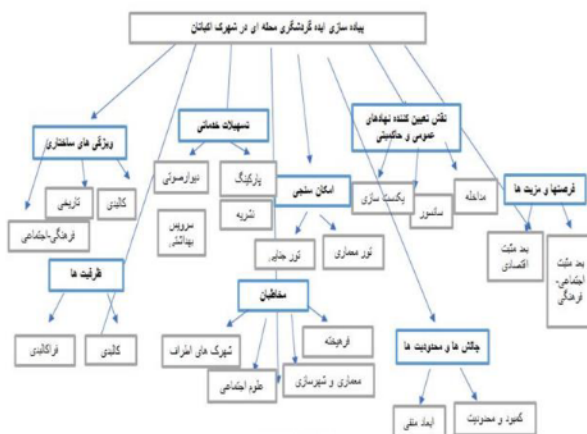 پیاده سازی ایده گردشگری محله ای در شهرک اکباتان
نقش تعیین کننده نهادهای
عمومی و حاکمیتی
تسهیلات خدماتی
ویژگی های ساختاری
امکان سنجی
فرصتها و مزیت ها
مداخله
سانسور
یکدست سازی
پارکینگ
نشریه
دیوارصوتی
سرویس
بهداشتی
کالبدی
تاریخی
فرهنگی-اجتماعی
تور معماری
تور جنایی
بعد مثبت
اقتصادی
بعد مثبت
اجتماعی-
فرهنگی
ظرفیت ها
مخاطبان
چالش ها و محدودیت ها
کالبدی
فراکالبدی
فرهیخته
شهرک های اطراف
معماری و شهرسازی
علوم اجتماعی
کمبود و محدودیت
ابعاد منفی